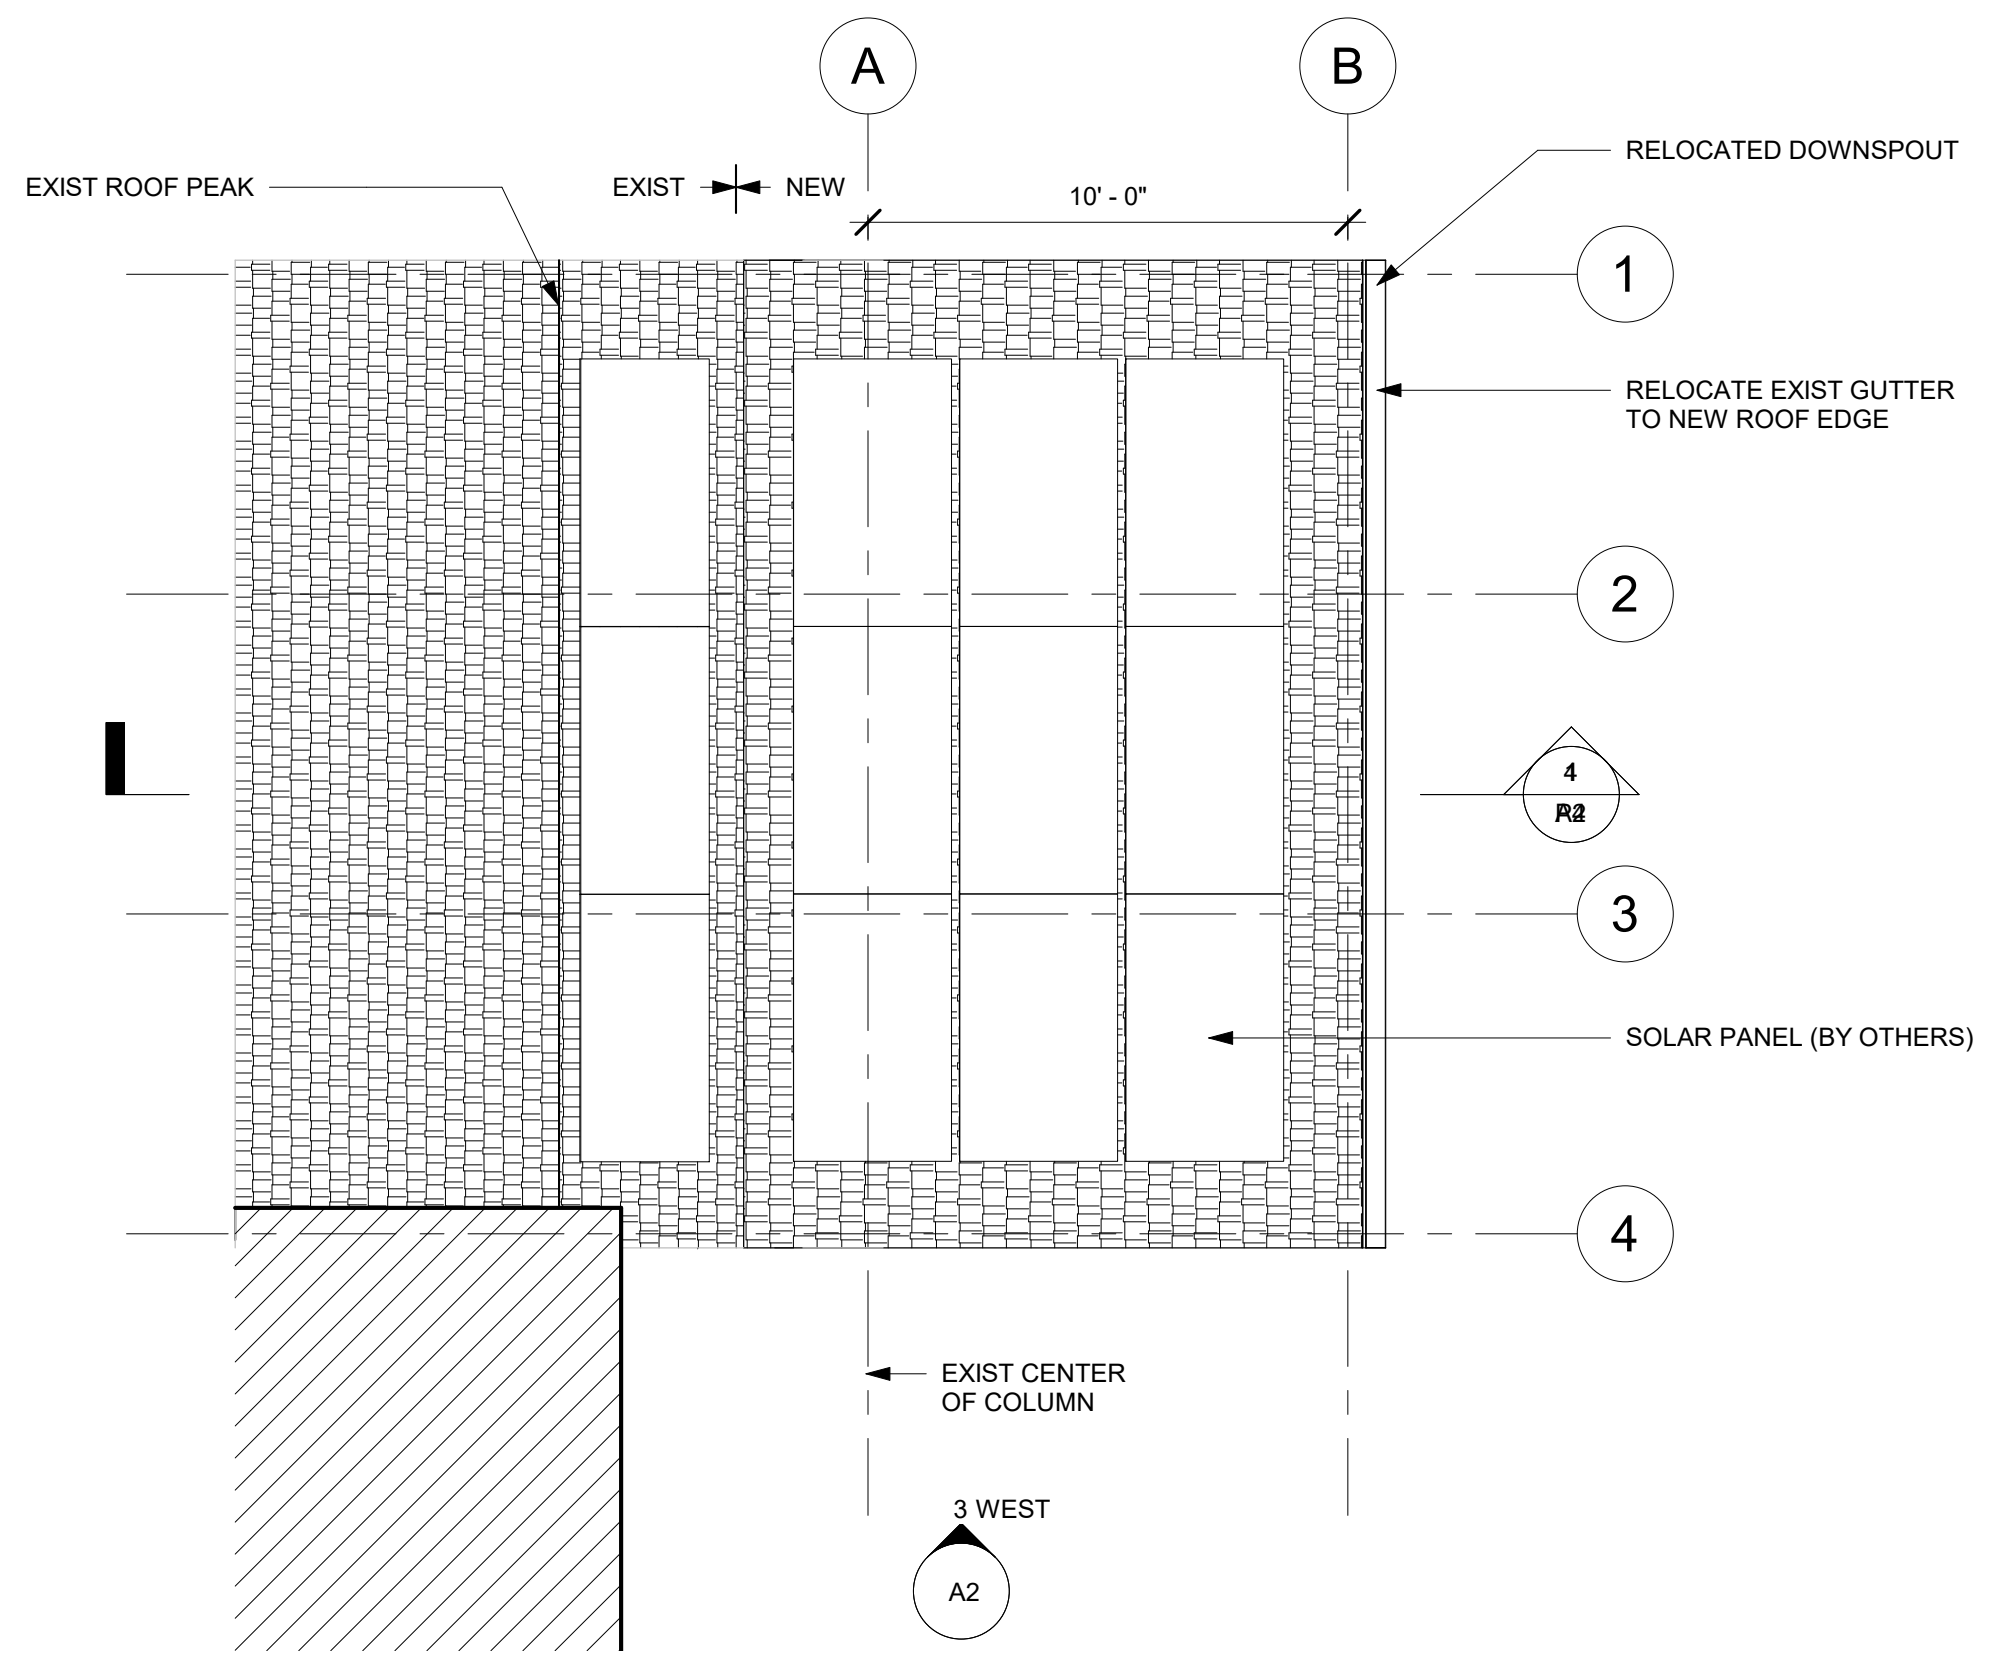 A
B
RELOCATED DOWNSPOUT
EXIST ROOF PEAK
EXIST
NEW
10' - 0"
1
RELOCATE EXIST GUTTER
TO NEW ROOF EDGE
2
3
SOLAR PANEL (BY OTHERS)
4
EXIST CENTER
OF COLUMN
3 WEST
A2